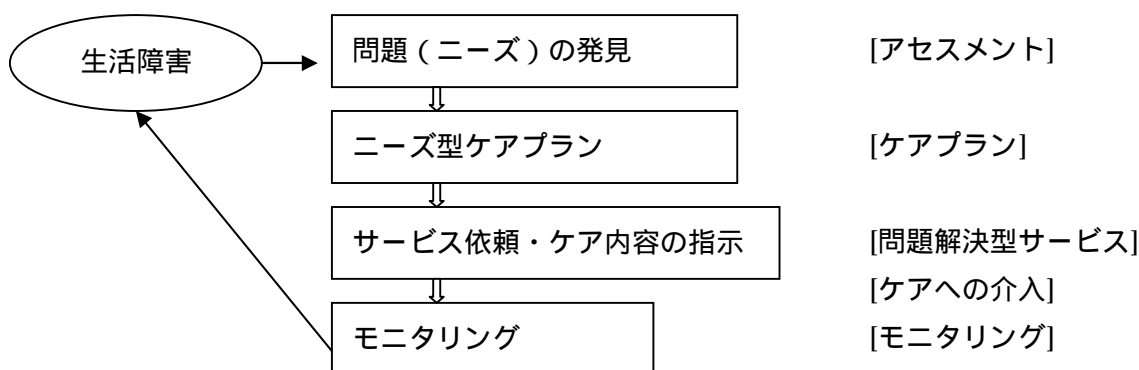 生活障害
問題(ニーズ)の発見 [アセスメント]
ニーズ型ケアプラン [ケアプラン]
サービス依頼・ケア内容の指示 [問題解決型サービス]
[ケアへの介入]
モニタリング [モニタリング]